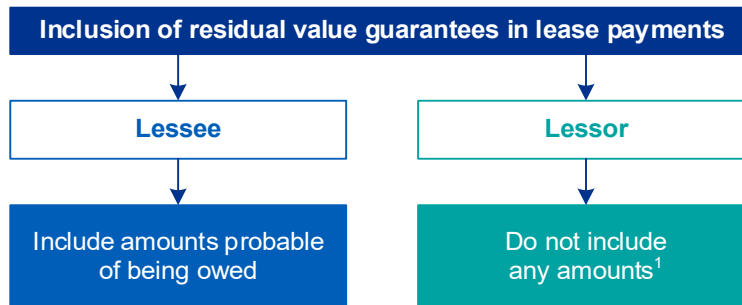 Inclusion of residual value guarantees in lease payments
Lessee
Lessor
Include amounts probable
of being owed
Do not include
any amounts¹